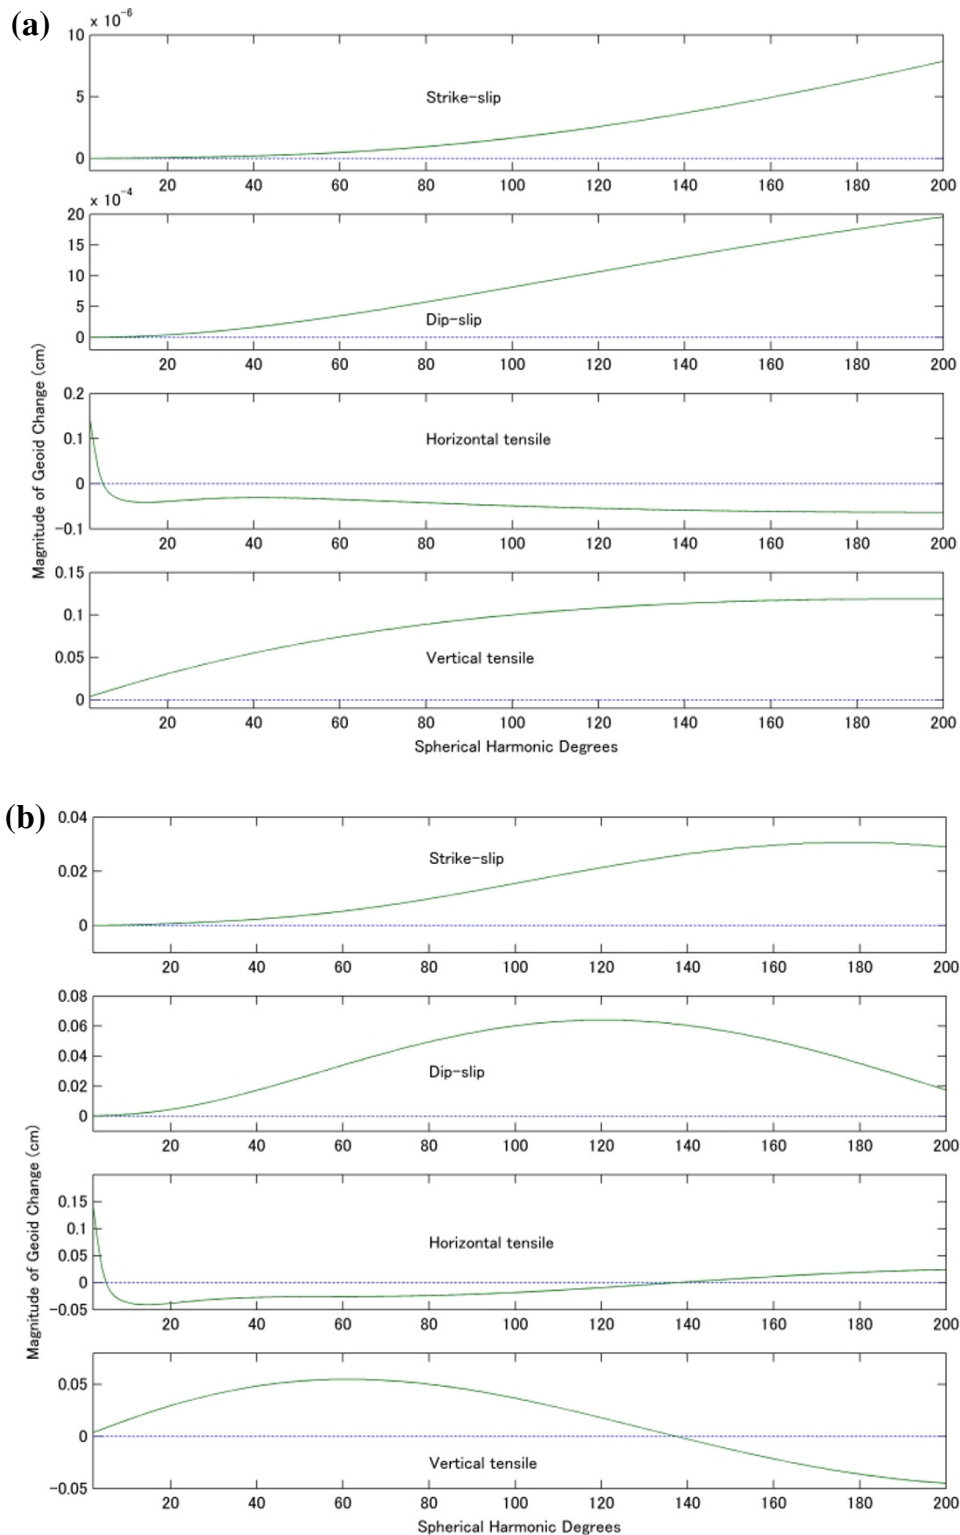 (a)
x 10⁻⁶
10
5
0
Strike-slip
20 40 60 80 100 120 140 160 180 200
x 10⁻⁴
20
15
10
5
0
Dip-slip
20 40 60 80 100 120 140 160 180 200
Magnitude of Geoid Change (cm)
0.2
0.1
0
-0.1
Horizontal tensile
20 40 60 80 100 120 140 160 180 200
0.15
0.1
0.05
0
Vertical tensile
20 40 60 80 100 120 140 160 180 200
Spherical Harmonic Degrees
(b)
0.04
0.02
0
Strike-slip
20 40 60 80 100 120 140 160 180 200
0.08
0.06
0.04
0.02
0
Dip-slip
20 40 60 80 100 120 140 160 180 200
Magnitude of Geoid Change (cm)
0.15
0.1
0.05
0
-0.05
Horizontal tensile
20 40 60 80 100 120 140 160 180 200
0.05
0
-0.05
Vertical tensile
20 40 60 80 100 120 140 160 180 200
Spherical Harmonic Degrees